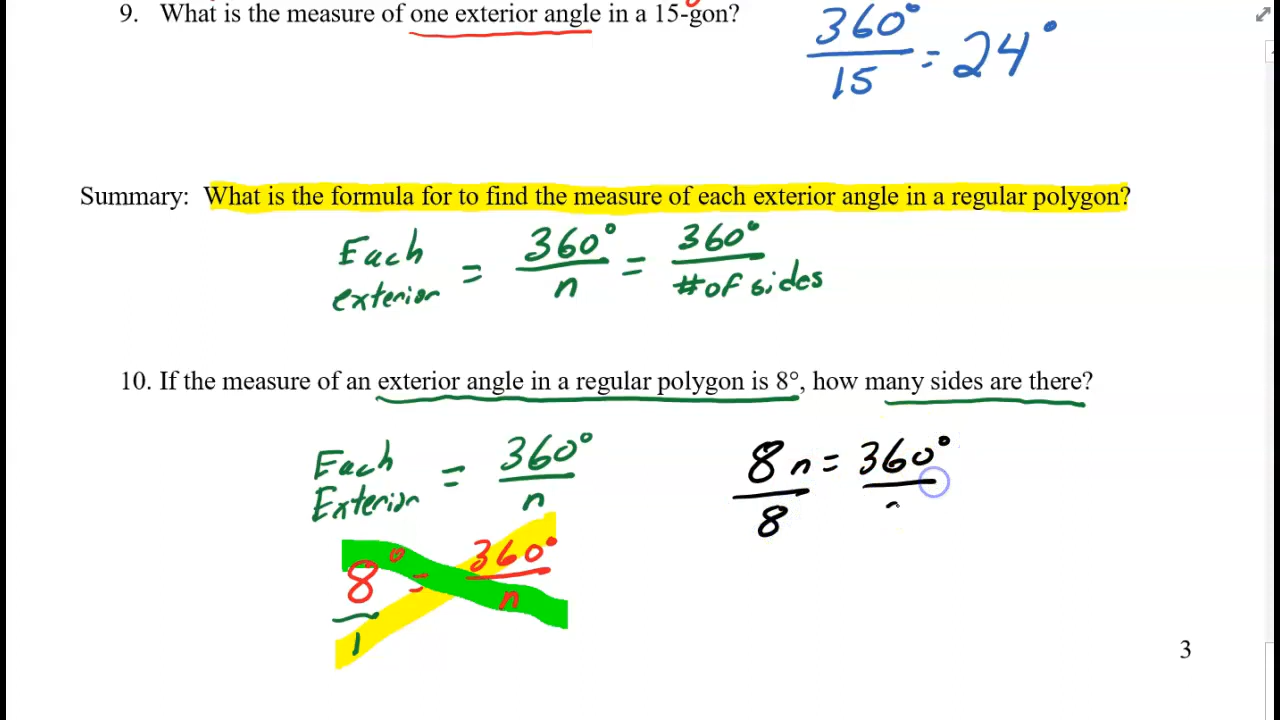 9. What is the measure of one exterior angle in a 15-gon?
360°
15
= 24°
Summary: What is the formula for to find the measure of each exterior angle in a regular polygon?
Each exterior = 360° / n = 360° / # of sides
10. If the measure of an exterior angle in a regular polygon is 8°, how many sides are there?
Each Exterior = 360° / n
8n = 360°
8
8° / 1 = 360° / n
3